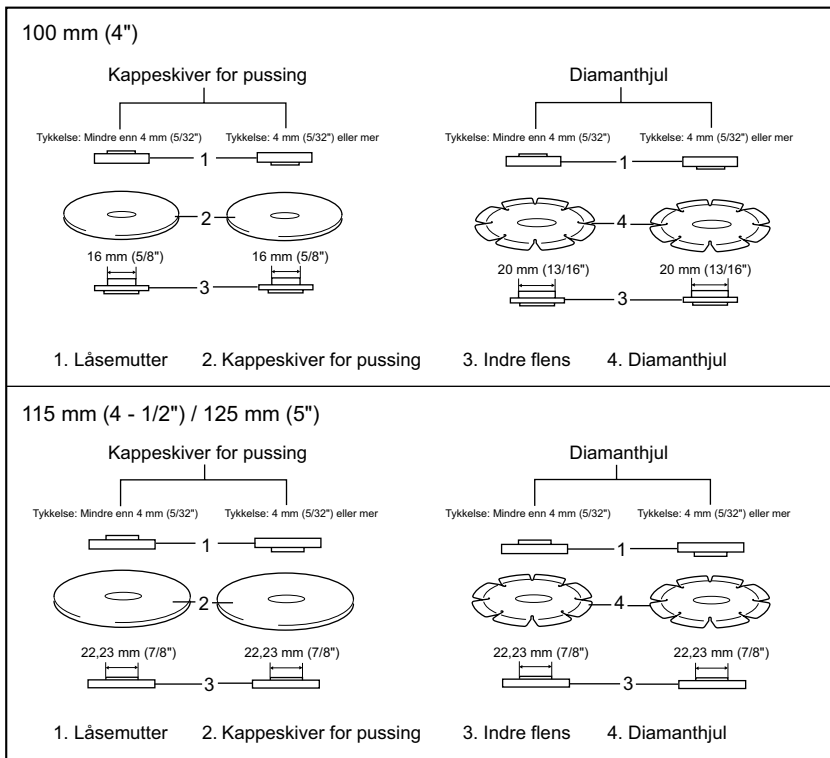 100 mm (4")
Kappeskiver for pussing
Diamanthjul
Tykkelse: Mindre enn 4 mm (5/32")
Tykkelse: 4 mm (5/32") eller mer
Tykkelse: Mindre enn 4 mm (5/32")
Tykkelse: 4 mm (5/32") eller mer
1
1
2
4
16 mm (5/8")
16 mm (5/8")
20 mm (13/16")
20 mm (13/16")
3
3
1. Låsemutter 2. Kappeskiver for pussing 3. Indre flens 4. Diamanthjul
115 mm (4 - 1/2") / 125 mm (5")
Kappeskiver for pussing
Diamanthjul
Tykkelse: Mindre enn 4 mm (5/32")
Tykkelse: 4 mm (5/32") eller mer
Tykkelse: Mindre enn 4 mm (5/32")
Tykkelse: 4 mm (5/32") eller mer
1
1
2
4
22,23 mm (7/8")
22,23 mm (7/8")
22,23 mm (7/8")
22,23 mm (7/8")
3
3
1. Låsemutter 2. Kappeskiver for pussing 3. Indre flens 4. Diamanthjul